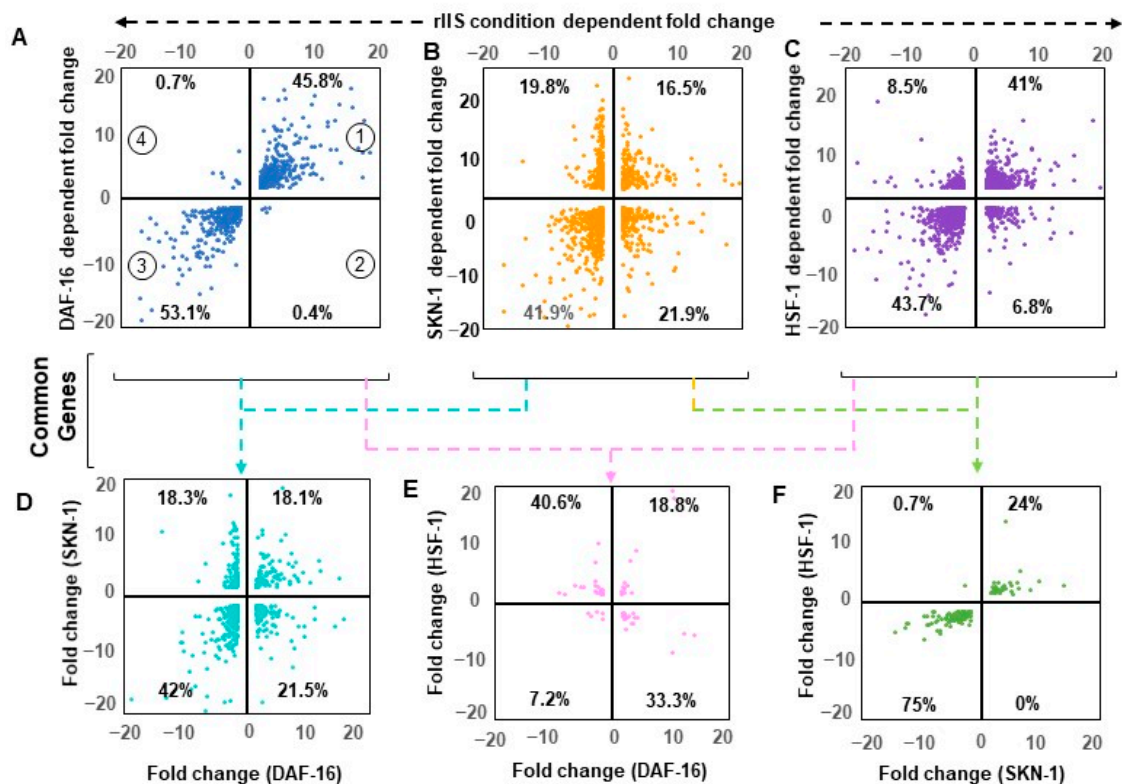 rIIS condition dependent fold change
A
−20 −10 0 10 20
DAF-16 dependent fold change
20
10
0
−10
−20
0.7%
45.8%
4
1
3
2
53.1%
0.4%
B
−20 −10 0 10 20
SKN-1 dependent fold change
20
10
0
−10
−20
19.8%
16.5%
41.9%
21.9%
C
−20 −10 0 10 20
HSF-1 dependent fold change
20
10
0
−10
−20
8.5%
41%
43.7%
6.8%
Common
Genes
D
Fold change (SKN-1)
20
10
0
−10
−20
18.3%
18.1%
42%
21.5%
−20 −10 0 10 20
Fold change (DAF-16)
E
Fold change (HSF-1)
20
10
0
−10
−20
40.6%
18.8%
7.2%
33.3%
−20 −10 0 10 20
Fold change (DAF-16)
F
Fold change (HSF-1)
20
10
0
−10
−20
0.7%
24%
75%
0%
−20 −10 0 10 20
Fold change (SKN-1)